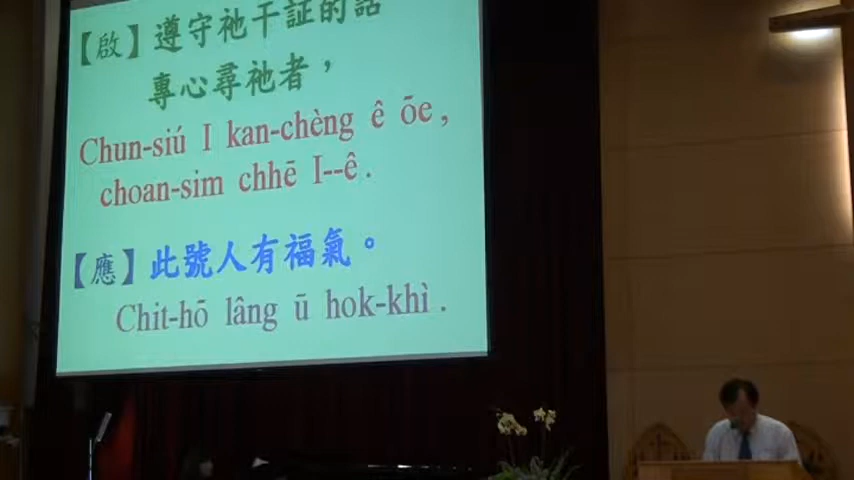 【啟】遵守祂干証的話
專心尋祂者，
Chun-siú I kan-chèng ê ōe,
choan-sim chhē I--ê.
【應】此號人有福氣。
Chit-hō lâng ū hok-khì.